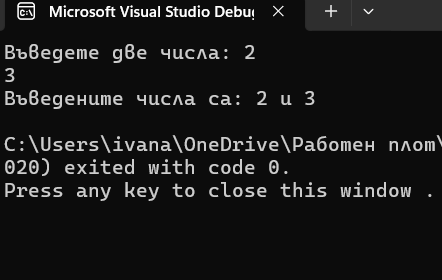 Microsoft Visual Studio Debug
Въведете две числа: 2
3
Въведените числа са: 2 и 3
C:\Users\ivana\OneDrive\Работен плот\
020) exited with code 0.
Press any key to close this window .